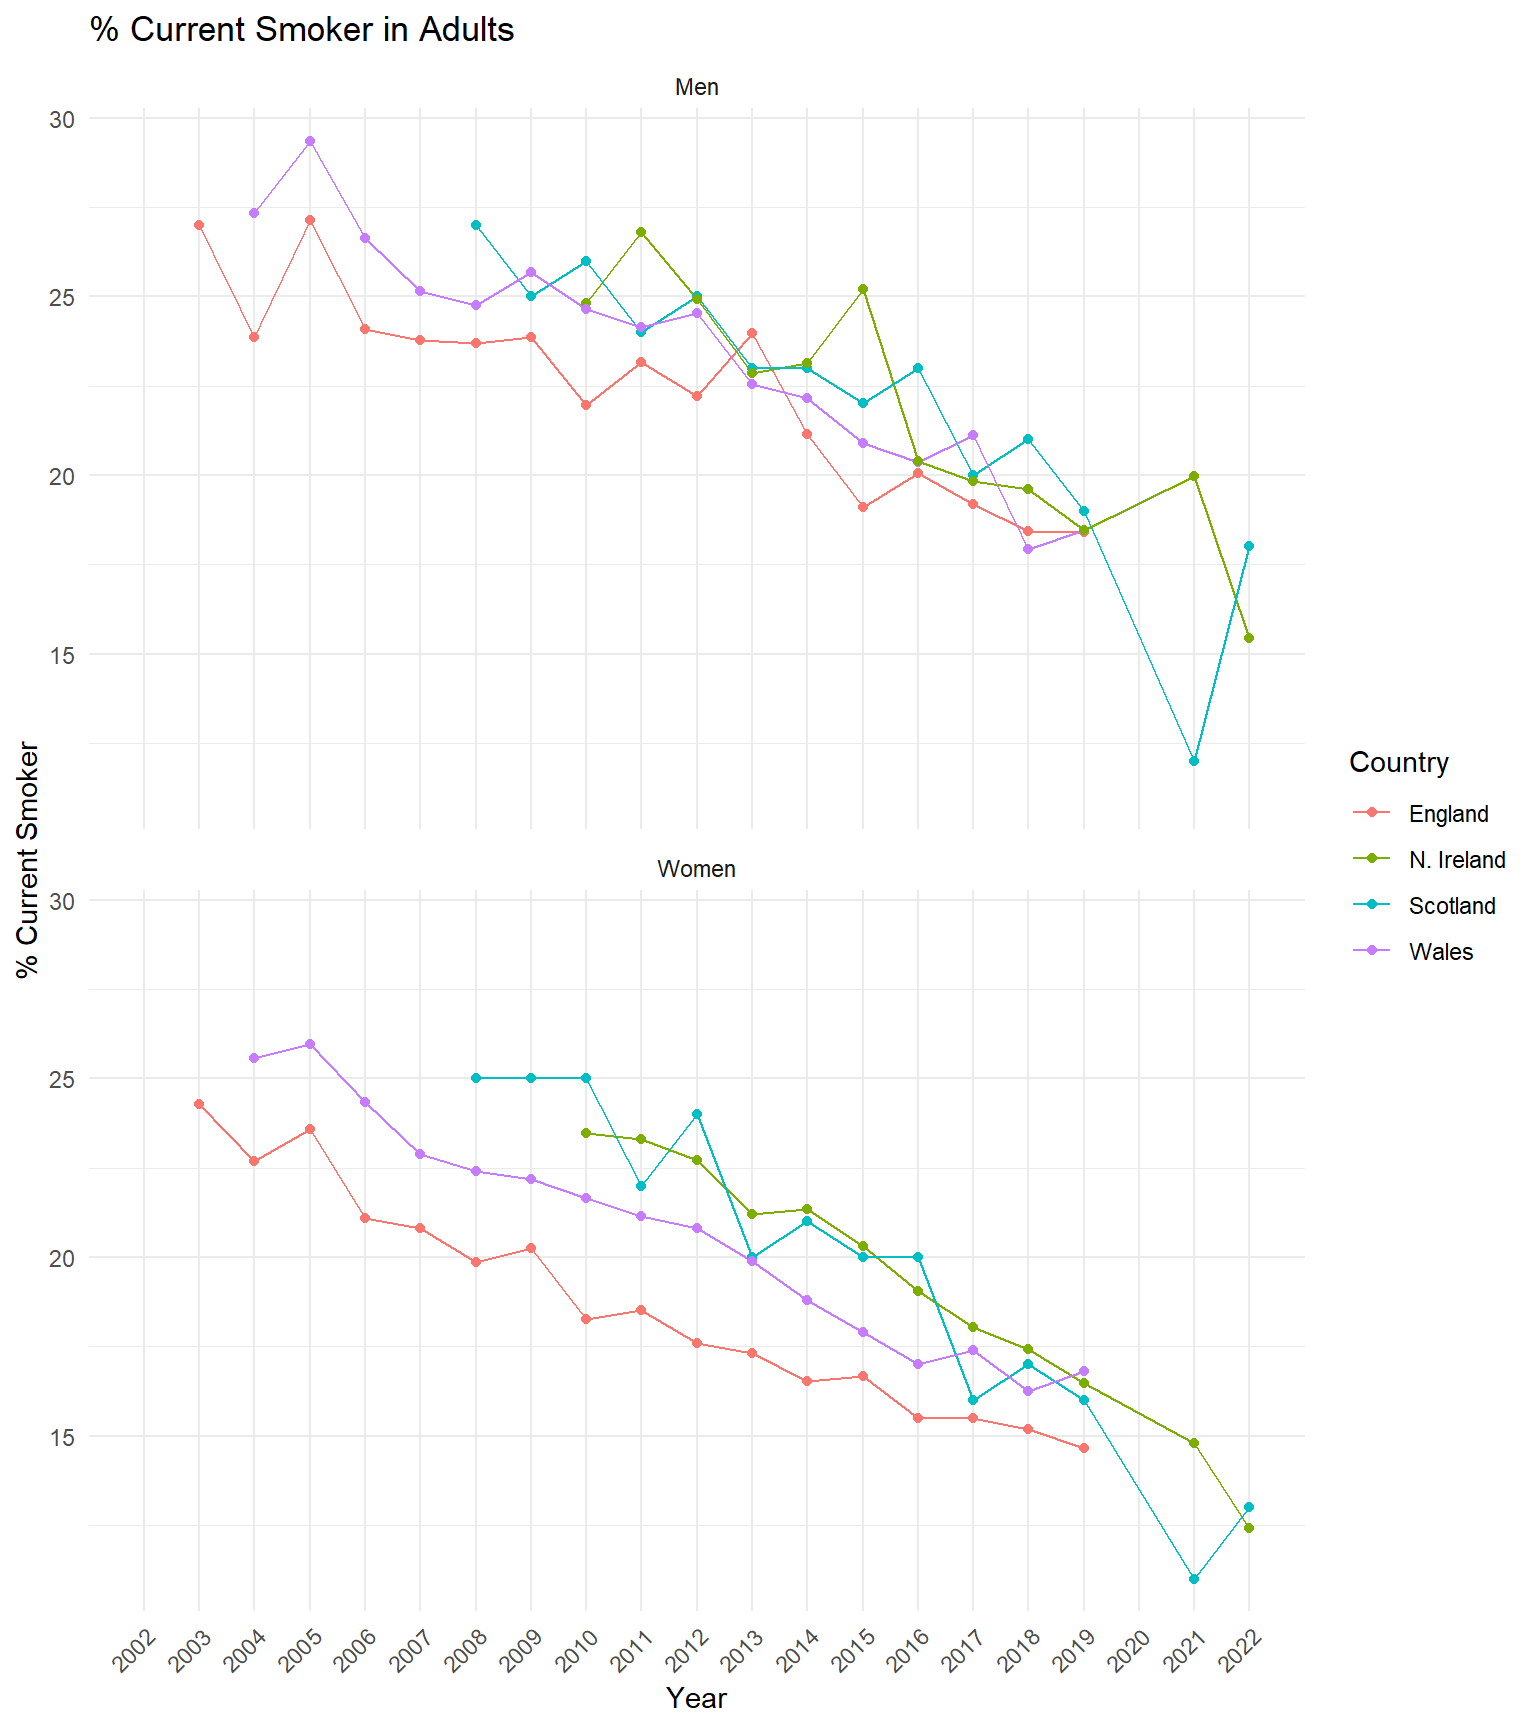 % Current Smoker in Adults
Men
30
25
20
15
% Current Smoker
Women
30
25
20
15
2002 2003 2004 2005 2006 2007 2008 2009 2010 2011 2012 2013 2014 2015 2016 2017 2018 2019 2020 2021 2022
Year
Country
England
N. Ireland
Scotland
Wales